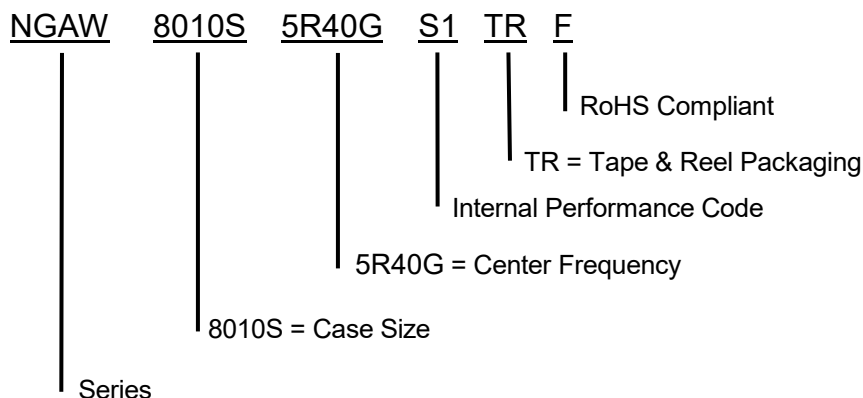 NGAW 8010S 5R40G S1 TR F
RoHS Compliant
TR = Tape & Reel Packaging
Internal Performance Code
5R40G = Center Frequency
8010S = Case Size
Series